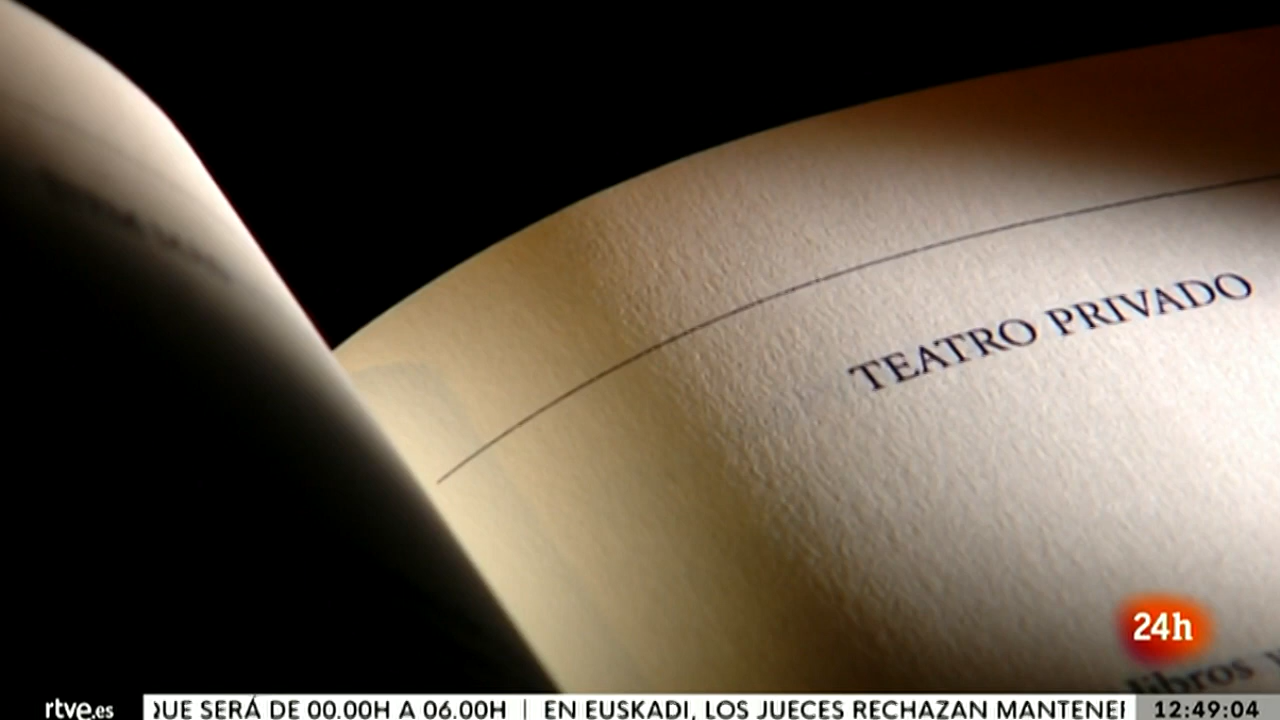 TEATRO PRIVADO
24h
libros
rtve.es
QUE SERÁ DE 00.00H A 06.00H | EN EUSKADI, LOS JUECES RECHAZAN MANTENER
12:49:04